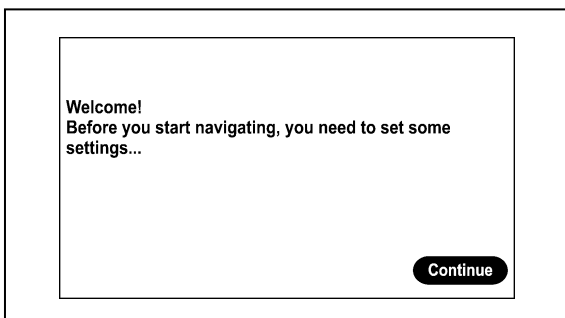 Welcome!
Before you start navigating, you need to set some
settings...
Continue